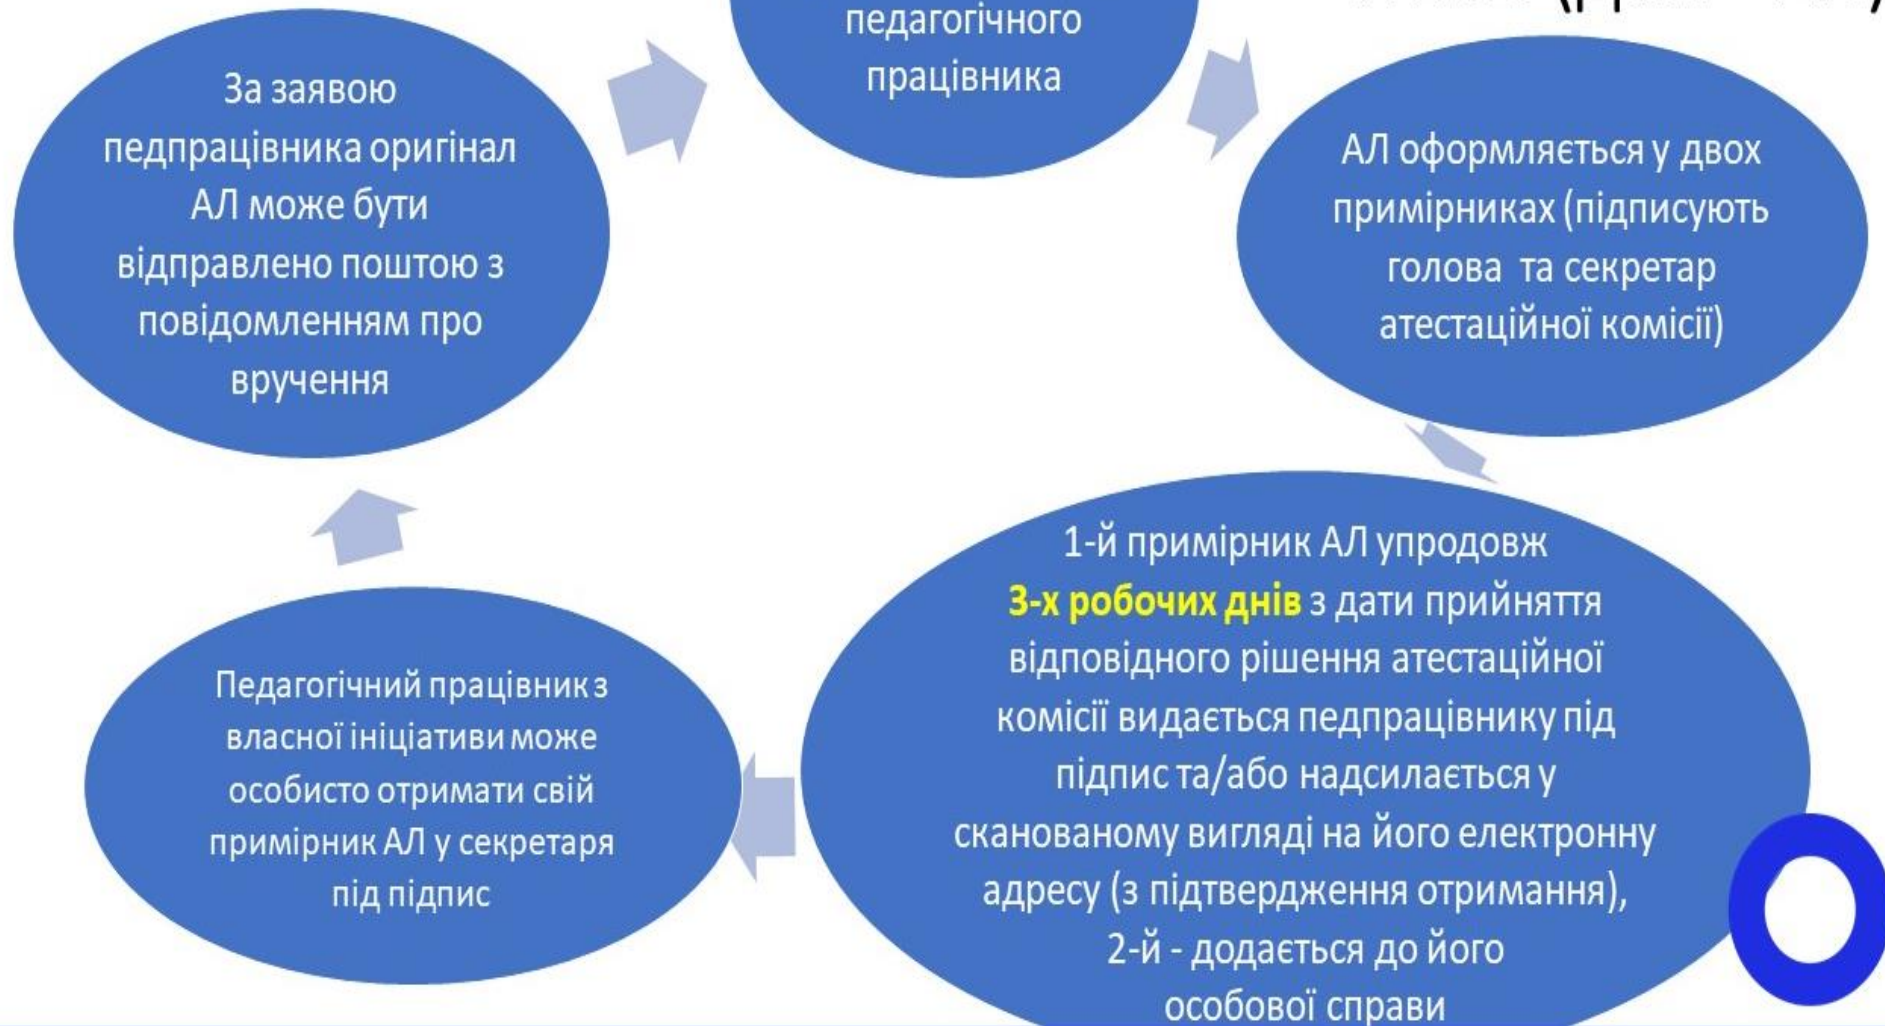 педагогічного
працівника
АЛ оформляється у двох
примірниках (підписують
голова та секретар
атестаційної комісії)
1-й примірник АЛ упродовж
3-х робочих днів з дати прийняття
відповідного рішення атестаційної
комісії видається педпрацівнику під
підпис та/або надсилається у
сканованому вигляді на його електронну
адресу (з підтвердження отримання),
2-й - додається до його
особової справи
Педагогічний працівник з
власної ініціативи може
особисто отримати свій
примірник АЛ у секретаря
під підпис
За заявою
педпрацівника оригінал
АЛ може бути
відправлено поштою з
повідомленням про
вручення